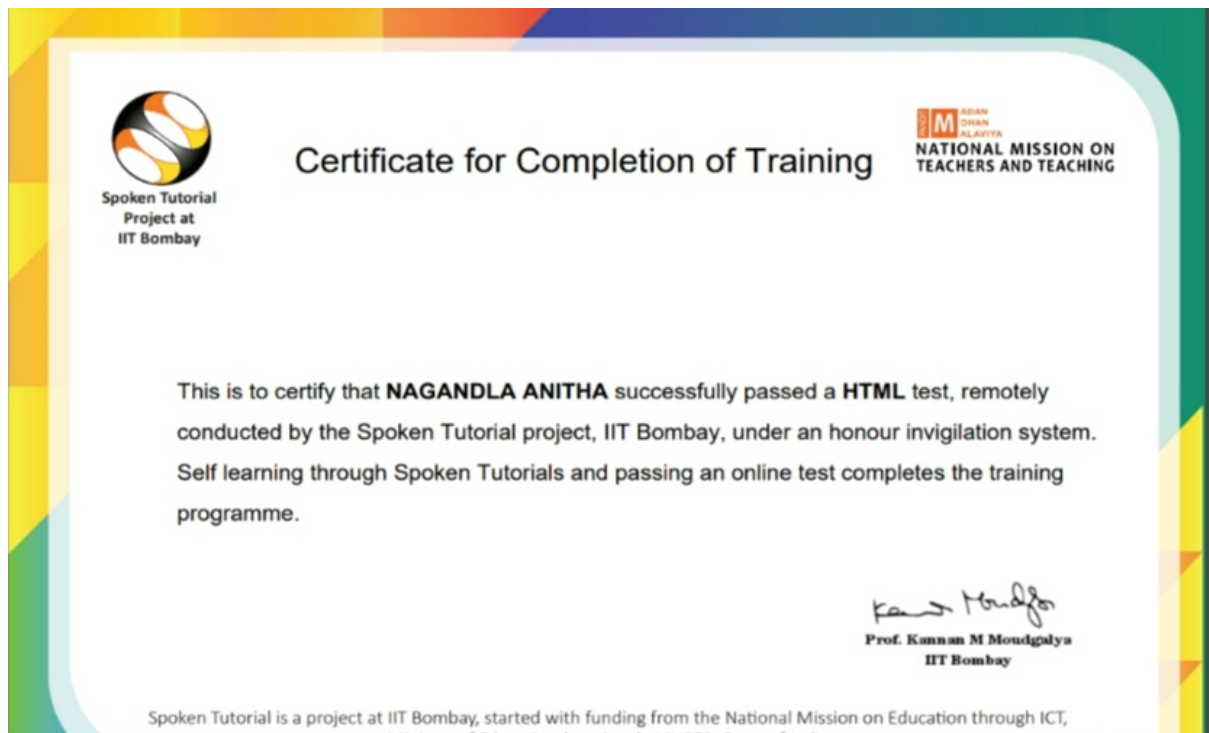 Spoken Tutorial
Project at
IIT Bombay
Certificate for Completion of Training
PANDIT
MADAN
MOHAN
MALAVIYA
NATIONAL MISSION ON
TEACHERS AND TEACHING
This is to certify that NAGANDLA ANITHA successfully passed a HTML test, remotely
conducted by the Spoken Tutorial project, IIT Bombay, under an honour invigilation system.
Self learning through Spoken Tutorials and passing an online test completes the training
programme.
Prof. Kannan M Moudgalya
IIT Bombay
Spoken Tutorial is a project at IIT Bombay, started with funding from the National Mission on Education through ICT,